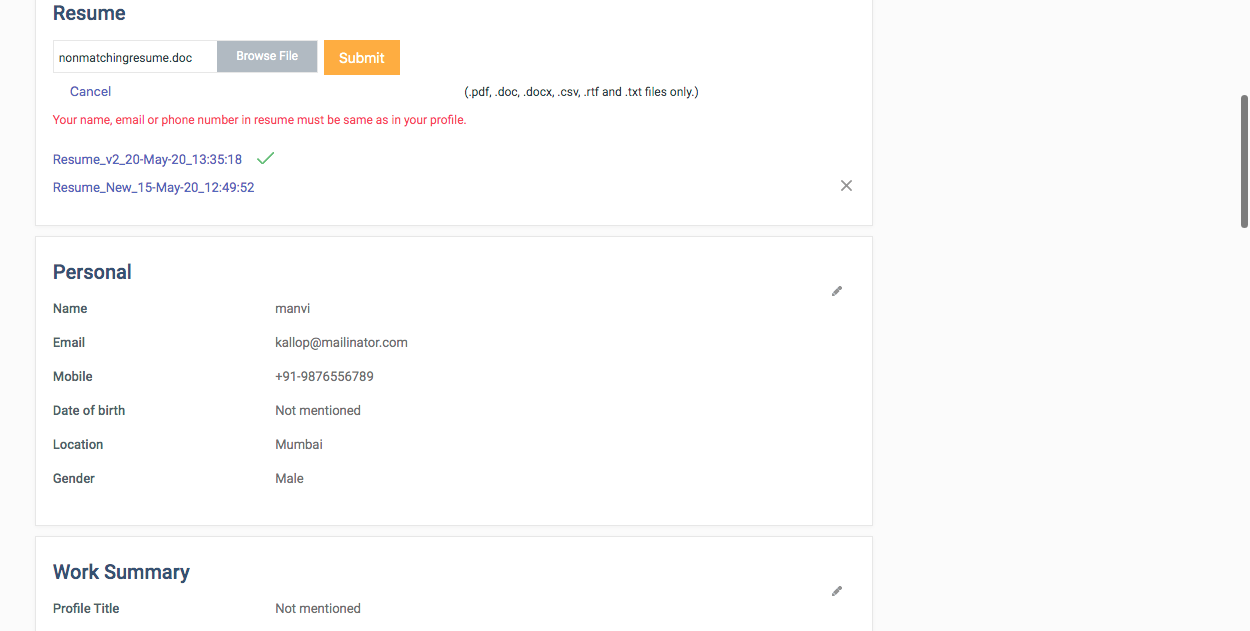 Resume
nonmatchingresume.doc Browse File Submit
Cancel (.pdf, .doc, .docx, .csv, .rtf and .txt files only.)
Your name, email or phone number in resume must be same as in your profile.
Resume_v2_20-May-20_13:35:18
Resume_New_15-May-20_12:49:52
Personal
Name manvi
Email kallop@mailinator.com
Mobile +91-9876556789
Date of birth Not mentioned
Location Mumbai
Gender Male
Work Summary
Profile Title Not mentioned